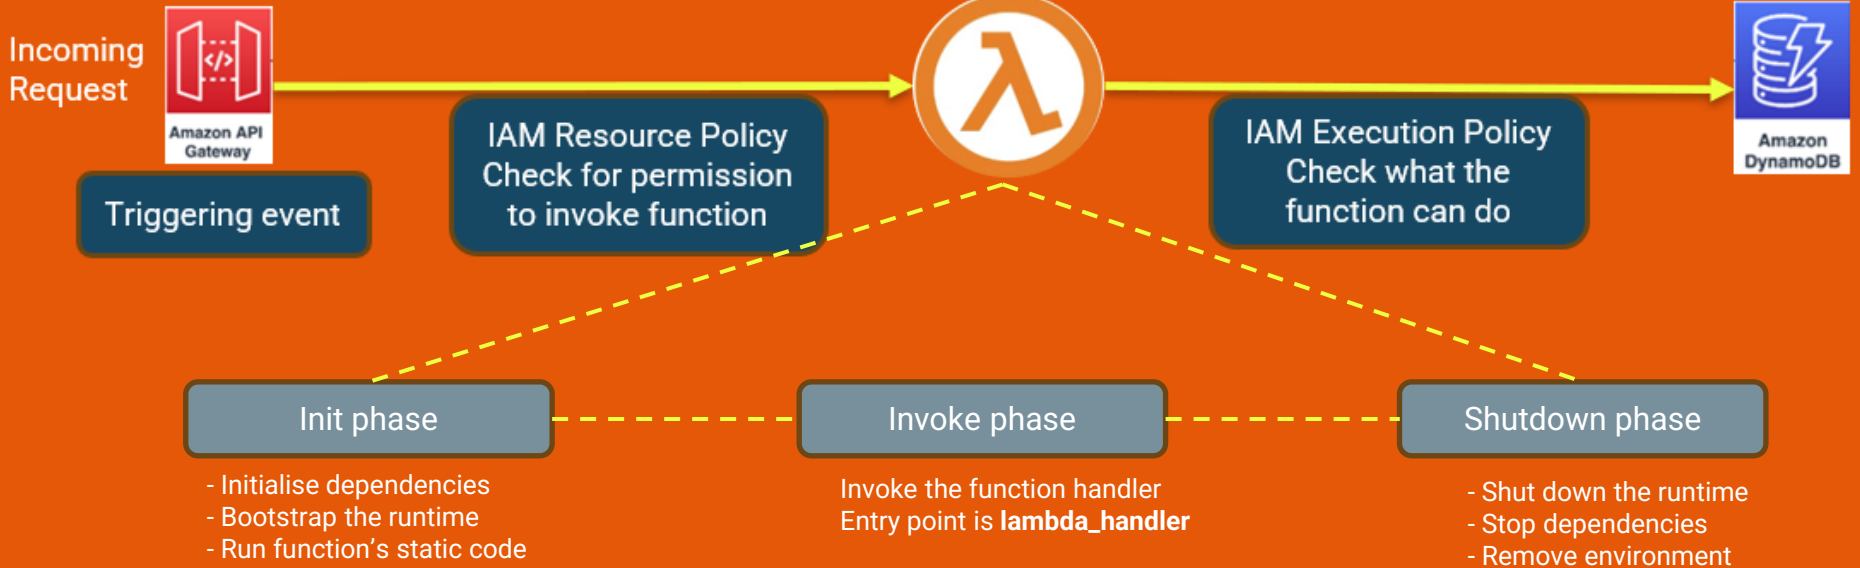 Incoming
Request
</>
Amazon API
Gateway
Triggering event
IAM Resource Policy
Check for permission
to invoke function
λ
IAM Execution Policy
Check what the
function can do
Amazon
DynamoDB
Init phase
- Initialise dependencies
- Bootstrap the runtime
- Run function’s static code
Invoke phase
Invoke the function handler
Entry point is lambda_handler
Shutdown phase
- Shut down the runtime
- Stop dependencies
- Remove environment